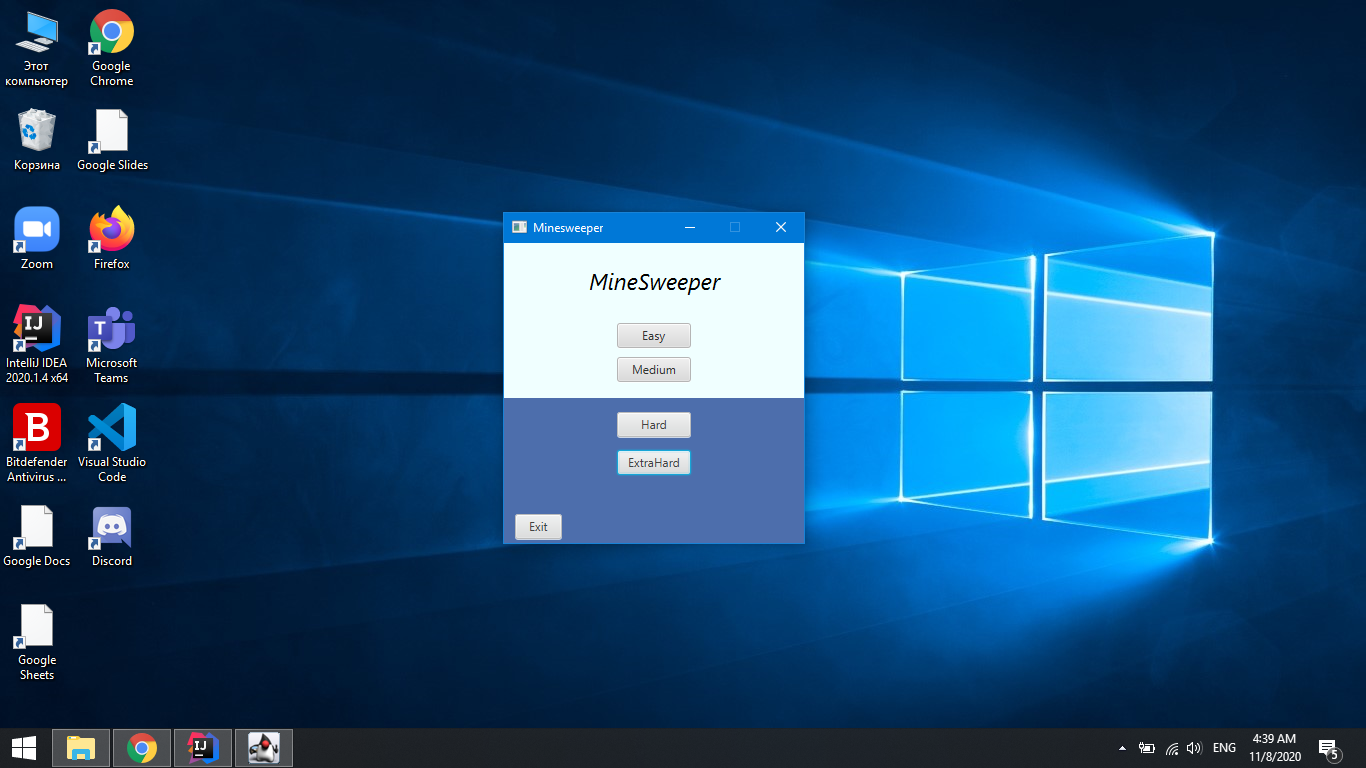 Этот
компьютер
Google
Chrome
Корзина
Google Slides
Zoom
Firefox
IJ
IntelliJ IDEA
2020.1.4 x64
T
Microsoft
Teams
B
Bitdefender
Antivirus ...
Visual Studio
Code
Google Docs
Discord
Google
Sheets
Minesweeper
MineSweeper
Easy
Medium
Hard
ExtraHard
Exit
IJ
ENG
4:39 AM
11/8/2020
5